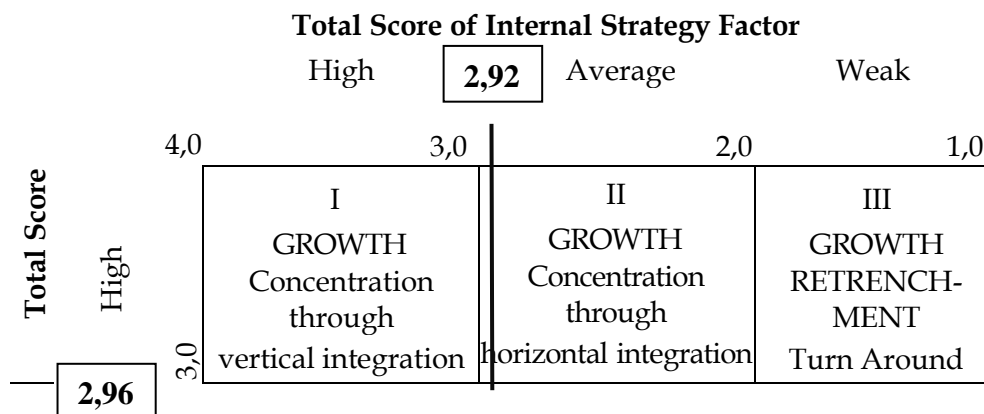 Total Score of Internal Strategy Factor
High 2,92 Average Weak
4,0 3,0 2,0 1,0
Total Score
High
I
GROWTH
Concentration
through
vertical integration
II
GROWTH
Concentration
through
horizontal integration
III
GROWTH
RETRENCH-
MENT
Turn Around
3,0
2,96